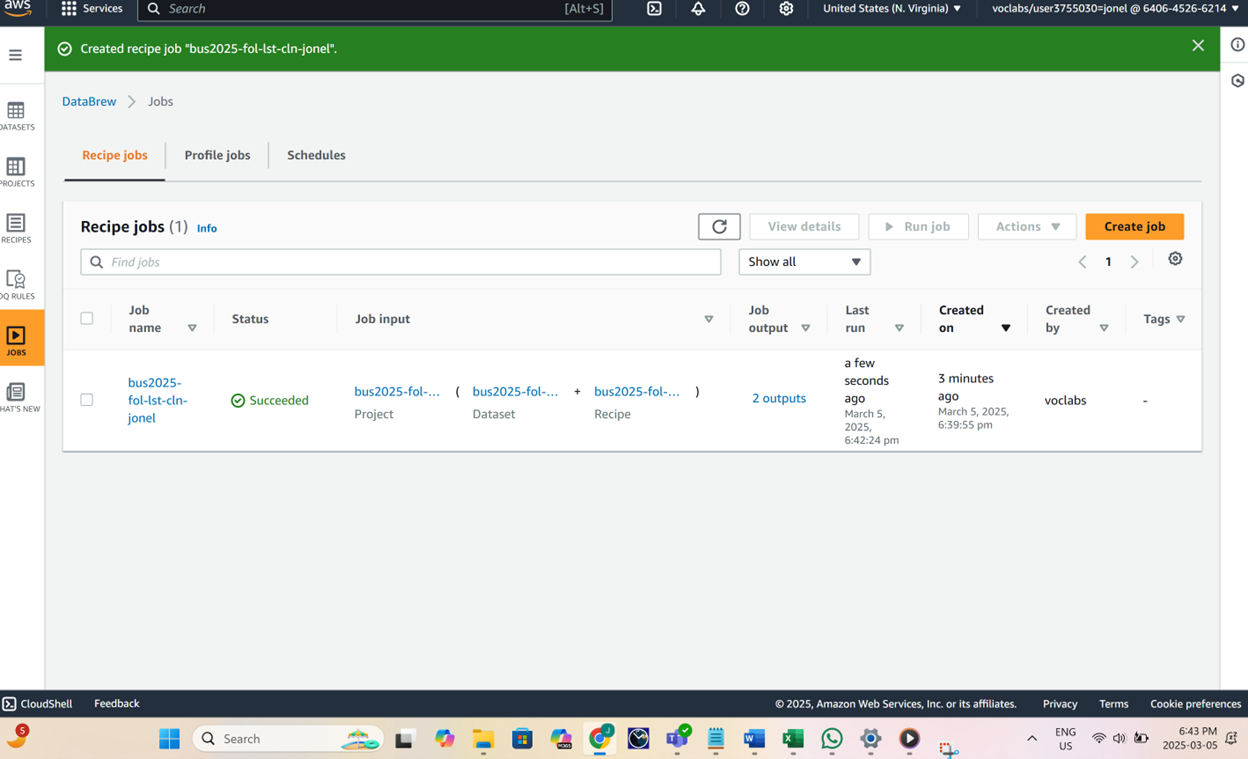 aws
Services
Search
[Alt+S]
United States (N. Virginia)
voclabs/user3755030=jonel @ 6406-4526-6214
Created recipe job "bus2025-fol-lst-cln-jonel".
DataBrew
Jobs
DATASETS
PROJECTS
RECIPES
DQ RULES
JOBS
HAT'S NEW
Recipe jobs
Profile jobs
Schedules
Recipe jobs (1) Info
View details
Run job
Actions
Create job
Find jobs
Show all
1
Job
name
Status
Job input
Job
output
Last
run
Created
on
Created
by
Tags
bus2025-
fol-lst-cln-
jonel
Succeeded
bus2025-fol-... ( bus2025-fol-... + bus2025-fol-... )
Project
Dataset
Recipe
2 outputs
a few
seconds
ago
March 5,
2025,
6:42:24 pm
3 minutes
ago
March 5, 2025,
6:39:55 pm
voclabs
-
CloudShell
Feedback
© 2025, Amazon Web Services, Inc. or its affiliates.
Privacy
Terms
Cookie preferences
5
Search
ENG
US
6:43 PM
2025-03-05